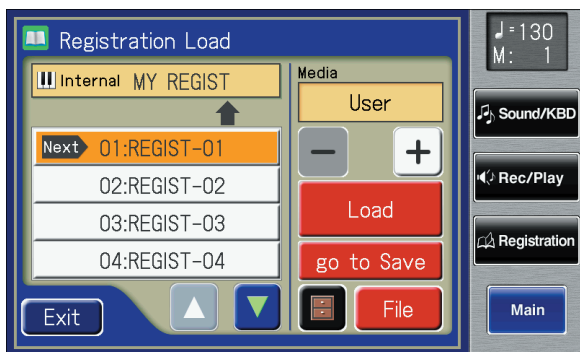 Registration Load
Internal MY REGIST
Next 01:REGIST-01
02:REGIST-02
03:REGIST-03
04:REGIST-04
Exit
Media
User
− +
Load
go to Save
File
♩=130
M: 1
Sound/KBD
Rec/Play
Registration
Main